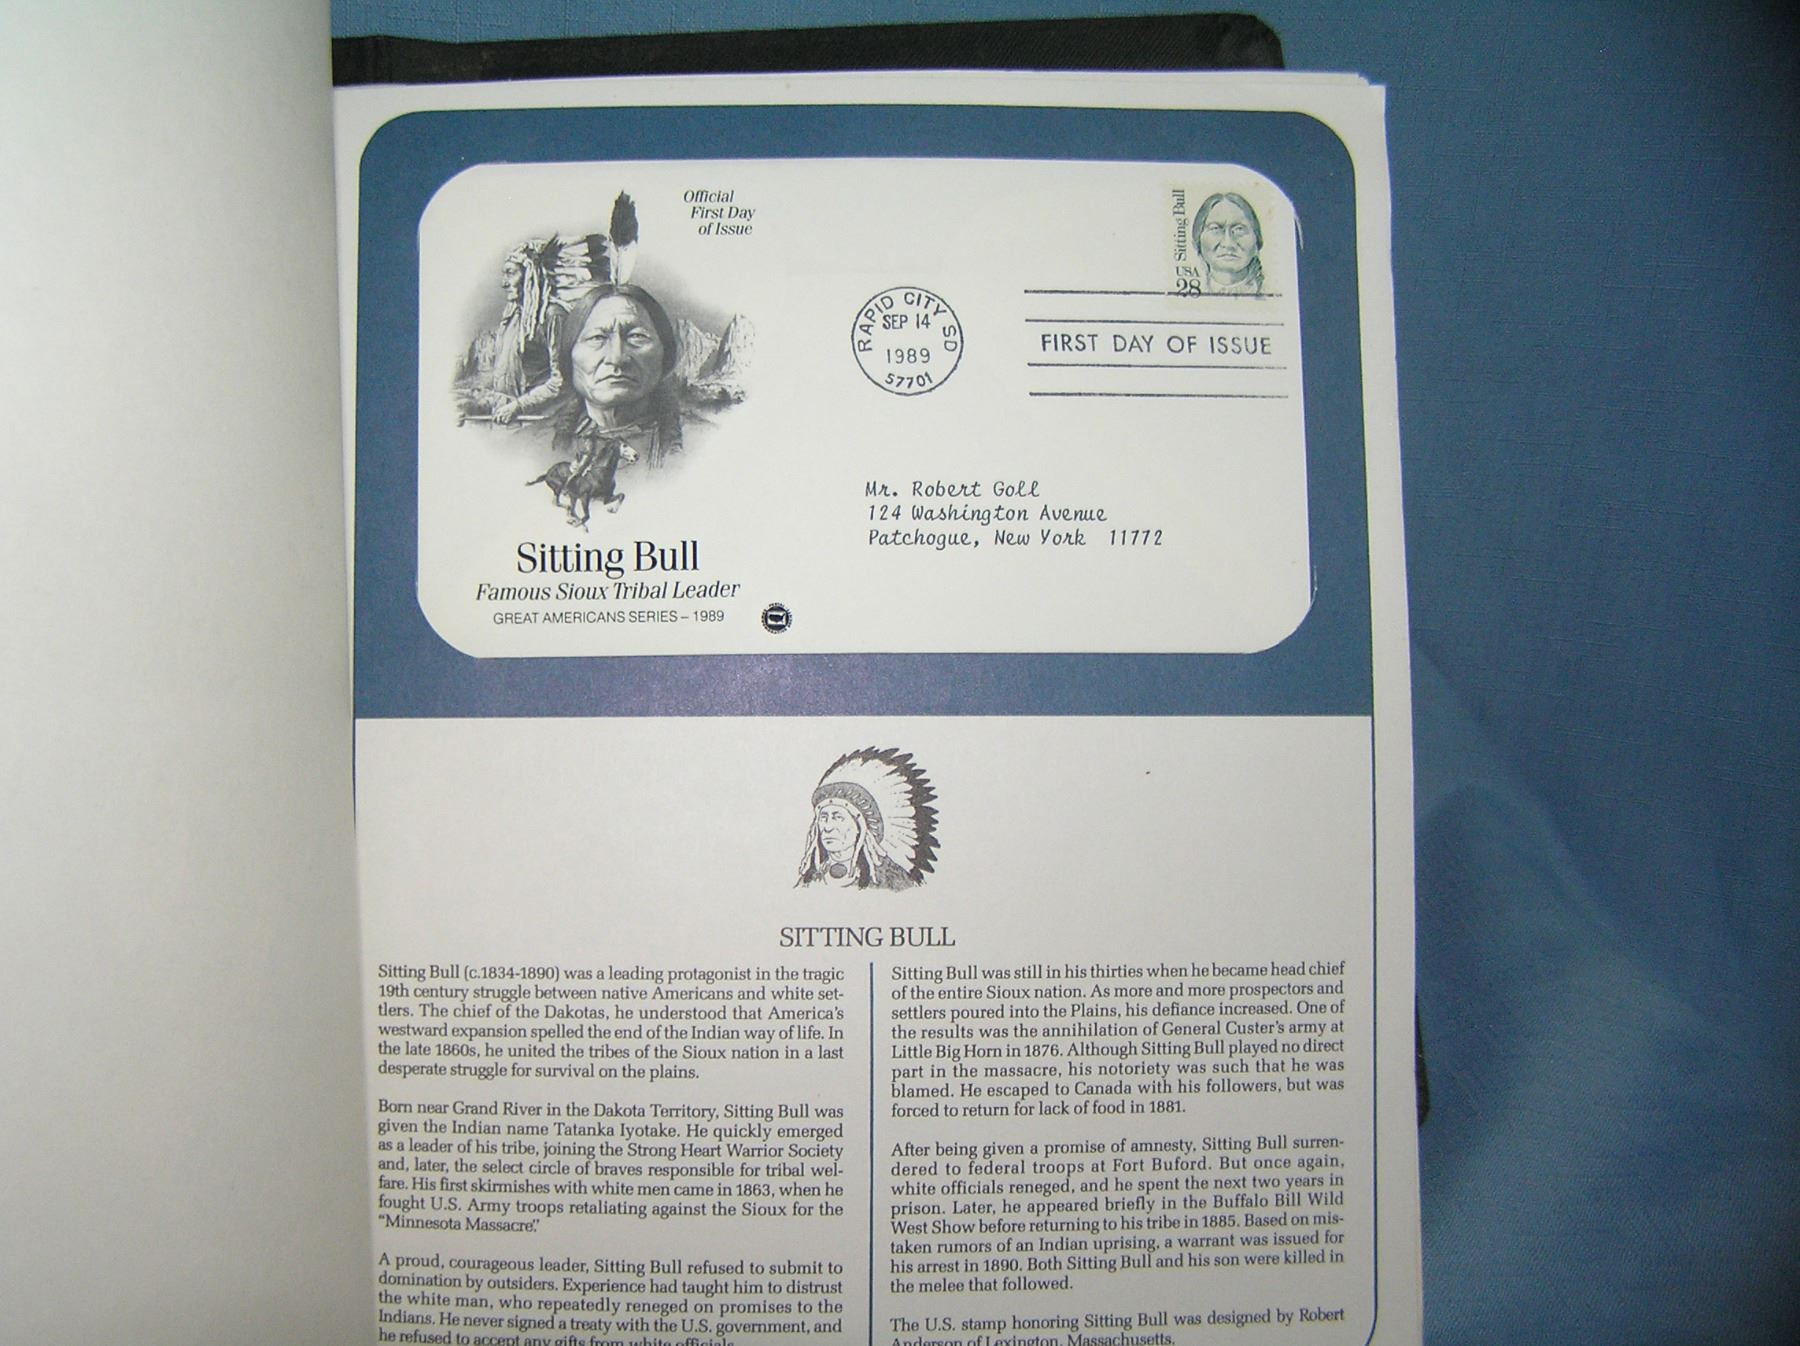 Official
First Day
of Issue
Sitting Bull
USA
28
RAPID CITY SD
SEP 14
1989
57701
FIRST DAY OF ISSUE
Mr. Robert Goll
124 Washington Avenue
Patchogue, New York 11772
Sitting Bull
Famous Sioux Tribal Leader
GREAT AMERICANS SERIES – 1989
SITTING BULL
Sitting Bull (c.1834-1890) was a leading protagonist in the tragic
19th century struggle between native Americans and white set-
tlers. The chief of the Dakotas, he understood that America's
westward expansion spelled the end of the Indian way of life. In
the late 1860s, he united the tribes of the Sioux nation in a last
desperate struggle for survival on the plains.
Born near Grand River in the Dakota Territory, Sitting Bull was
given the Indian name Tatanka Iyotake. He quickly emerged
as a leader of his tribe, joining the Strong Heart Warrior Society
and, later, the select circle of braves responsible for tribal wel-
fare. His first skirmishes with white men came in 1863, when he
fought U.S. Army troops retaliating against the Sioux for the
"Minnesota Massacre."
A proud, courageous leader, Sitting Bull refused to submit to
domination by outsiders. Experience had taught him to distrust
the white man, who repeatedly reneged on promises to the
Indians. He never signed a treaty with the U.S. government, and
he refused to accept any gifts from white officials.
Sitting Bull was still in his thirties when he became head chief
of the entire Sioux nation. As more and more prospectors and
settlers poured into the Plains, his defiance increased. One of
the results was the annihilation of General Custer's army at
Little Big Horn in 1876. Although Sitting Bull played no direct
part in the massacre, his notoriety was such that he was
blamed. He escaped to Canada with his followers, but was
forced to return for lack of food in 1881.
After being given a promise of amnesty, Sitting Bull surren-
dered to federal troops at Fort Buford. But once again,
white officials reneged, and he spent the next two years in
prison. Later, he appeared briefly in the Buffalo Bill Wild
West Show before returning to his tribe in 1885. Based on mis-
taken rumors of an Indian uprising, a warrant was issued for
his arrest in 1890. Both Sitting Bull and his son were killed in
the melee that followed.
The U.S. stamp honoring Sitting Bull was designed by Robert
Anderson of Lexington, Massachusetts.